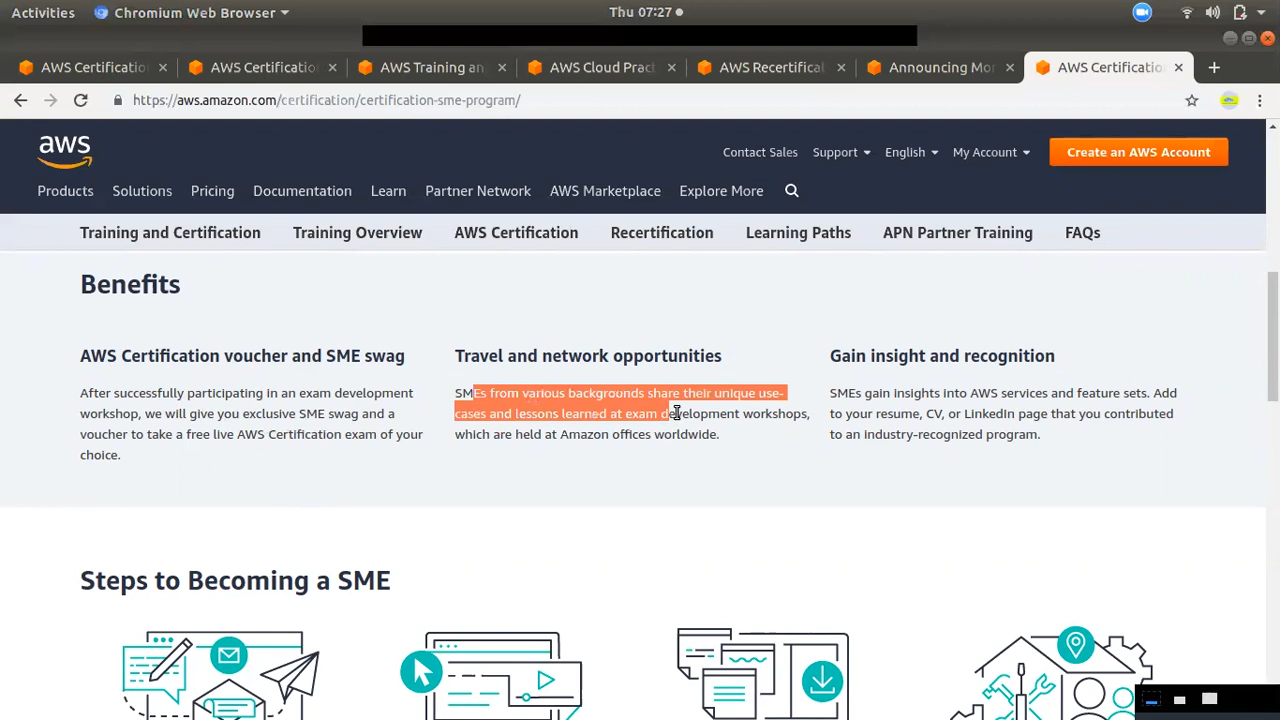 Activities Chromium Web Browser Thu 07:27
AWS Certificatio AWS Certificatio AWS Training an AWS Cloud Pract AWS Recertifical Announcing Mor AWS Certificatio
https://aws.amazon.com/certification/certification-sme-program/
aws
Contact Sales Support English My Account Create an AWS Account
Products Solutions Pricing Documentation Learn Partner Network AWS Marketplace Explore More
Training and Certification Training Overview AWS Certification Recertification Learning Paths APN Partner Training FAQs
Benefits
AWS Certification voucher and SME swag
After successfully participating in an exam development
workshop, we will give you exclusive SME swag and a
voucher to take a free live AWS Certification exam of your
choice.
Travel and network opportunities
SMEs from various backgrounds share their unique use-
cases and lessons learned at exam development workshops,
which are held at Amazon offices worldwide.
Gain insight and recognition
SMEs gain insights into AWS services and feature sets. Add
to your resume, CV, or LinkedIn page that you contributed
to an industry-recognized program.
Steps to Becoming a SME